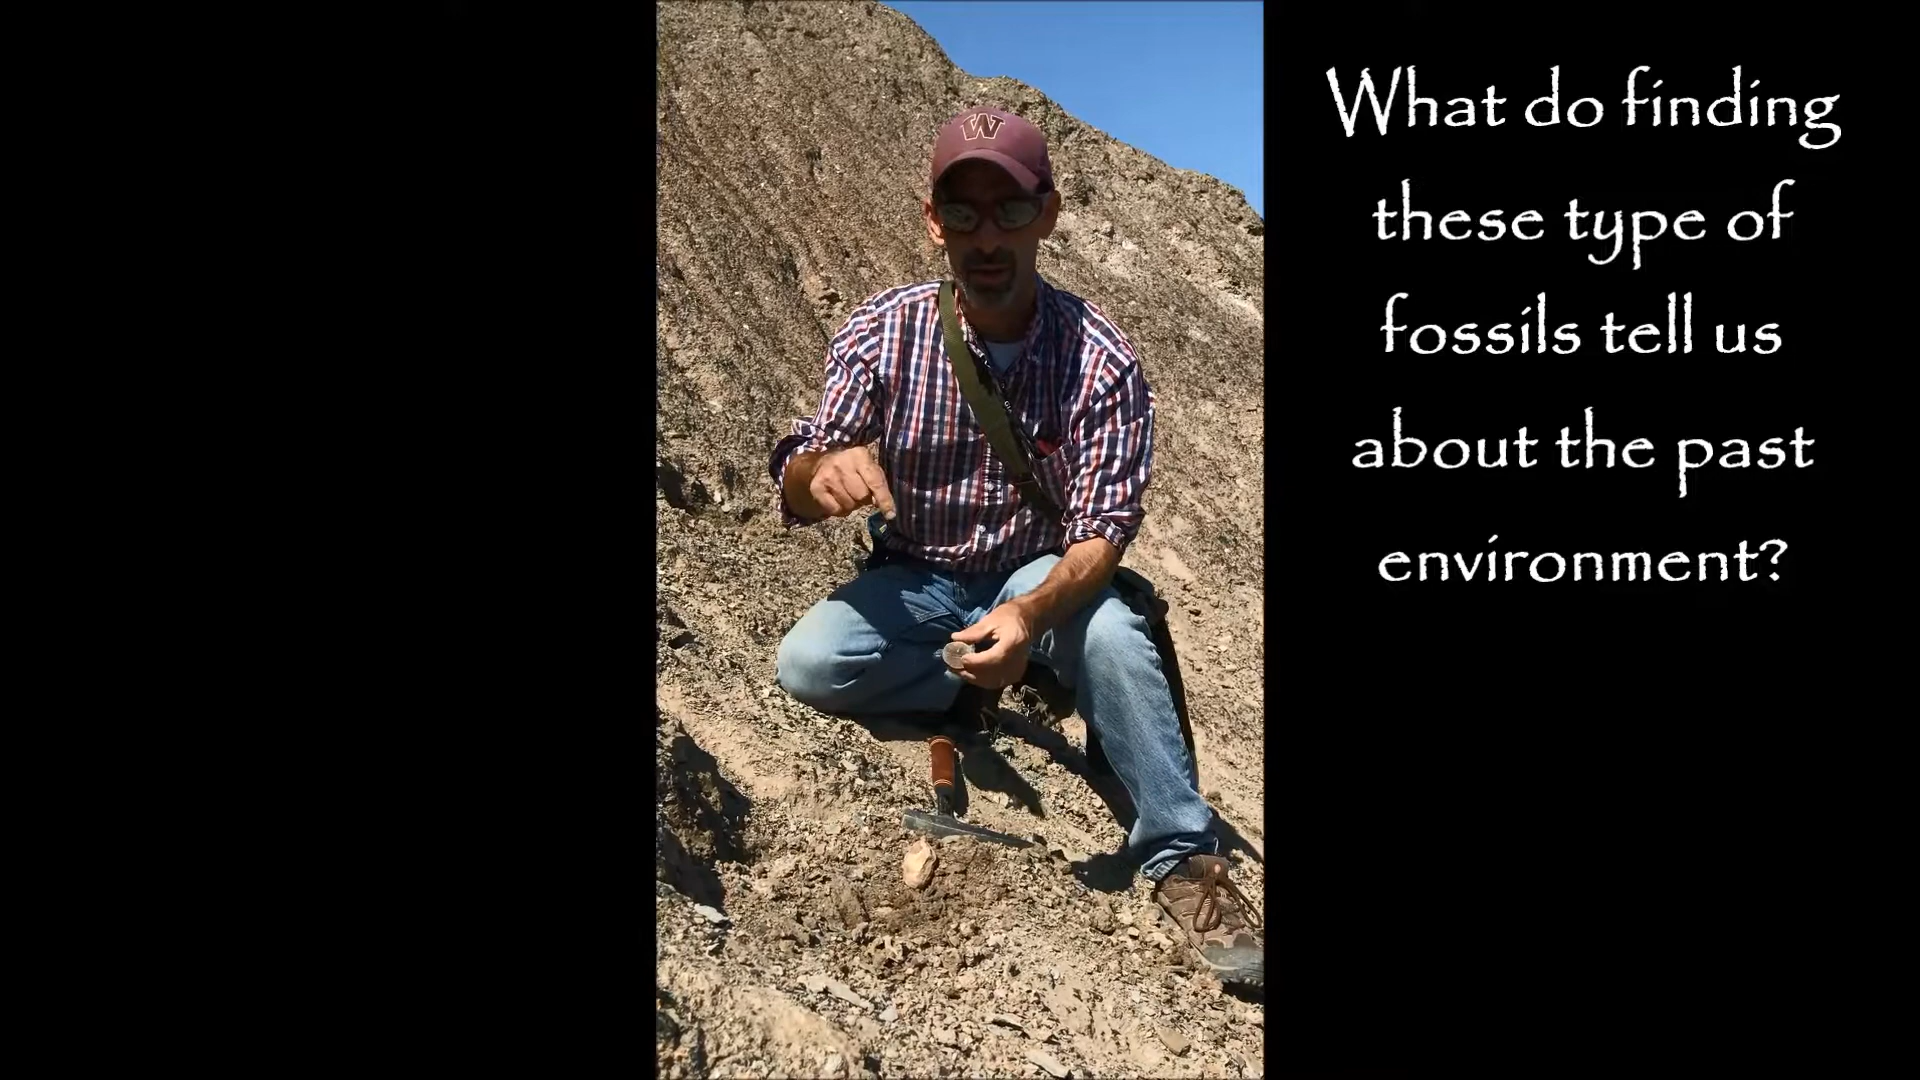 W
What do finding
these type of
fossils tell us
about the past
environment?